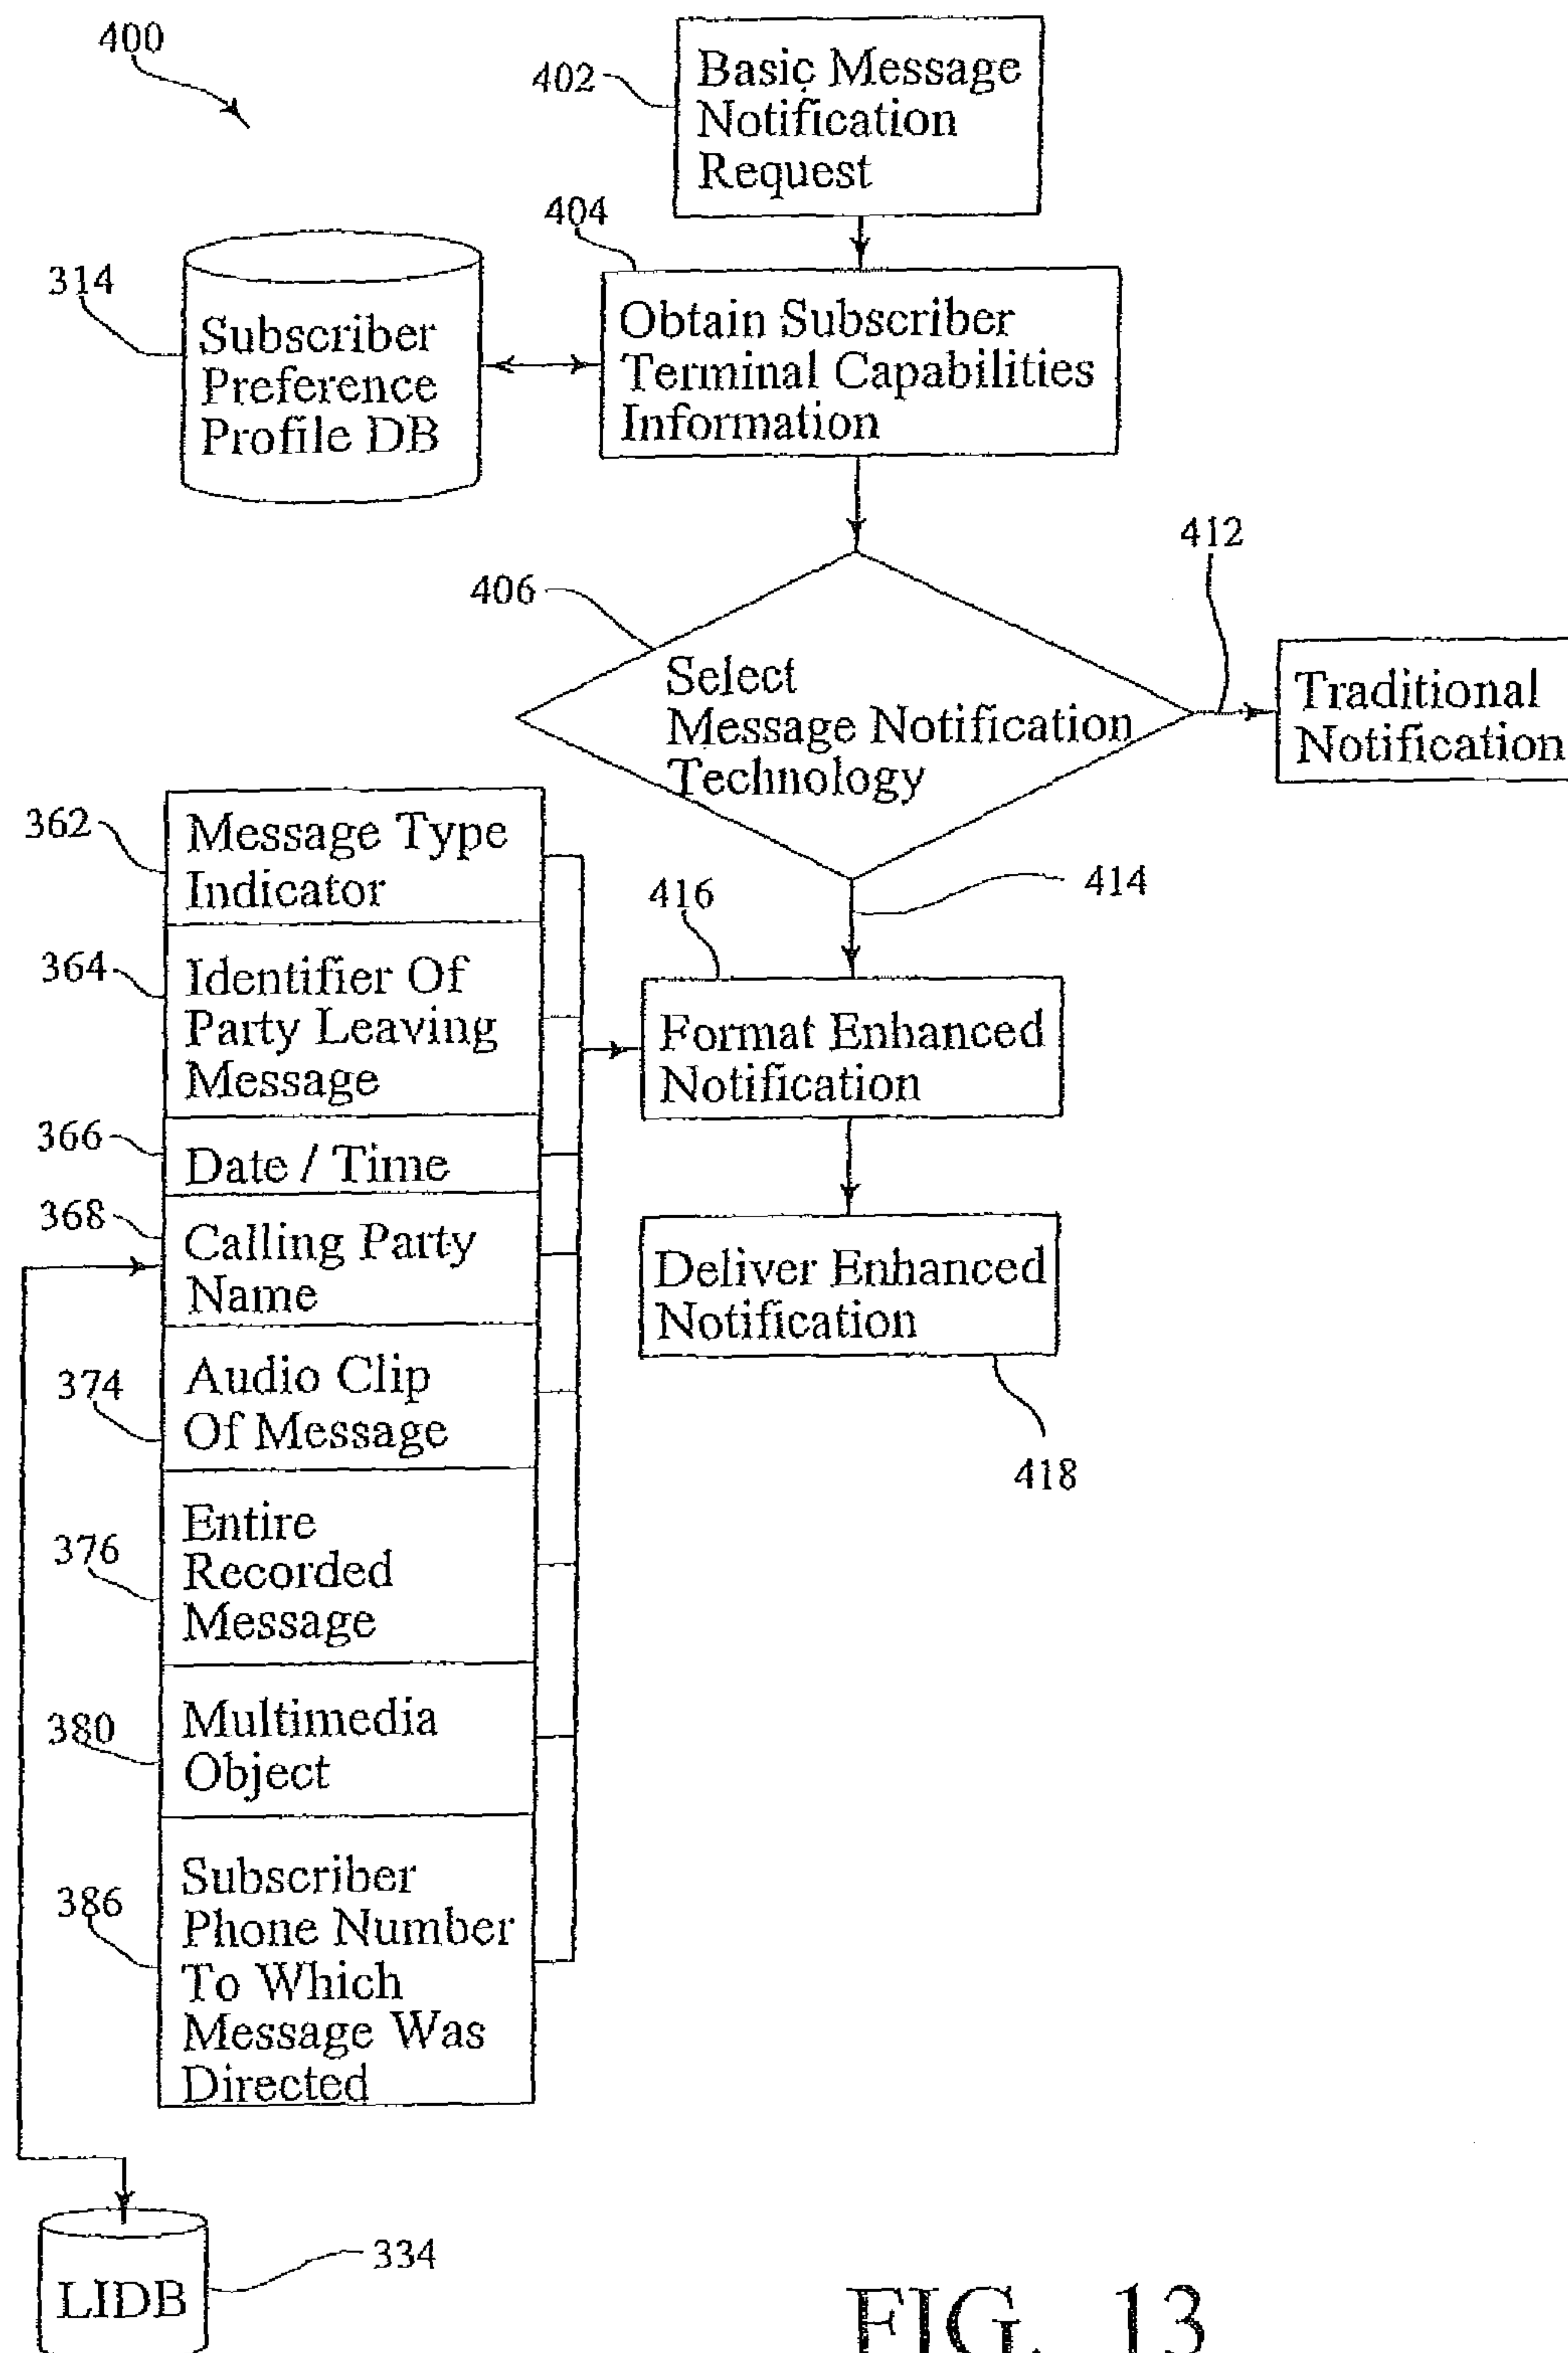 400
402
Basic Message
Notification
Request
404
314
Subscriber
Preference
Profile DB
Obtain Subscriber
Terminal Capabilities
Information
406
Select
Message Notification
Technology
412
Traditional
Notification
414
362
Message Type
Indicator
364
Identifier Of
Party Leaving
Message
366
Date / Time
368
Calling Party
Name
374
Audio Clip
Of Message
376
Entire
Recorded
Message
380
Multimedia
Object
386
Subscriber
Phone Number
To Which
Message Was
Directed
416
Format Enhanced
Notification
Deliver Enhanced
Notification
418
LIDB
334
FIG. 13